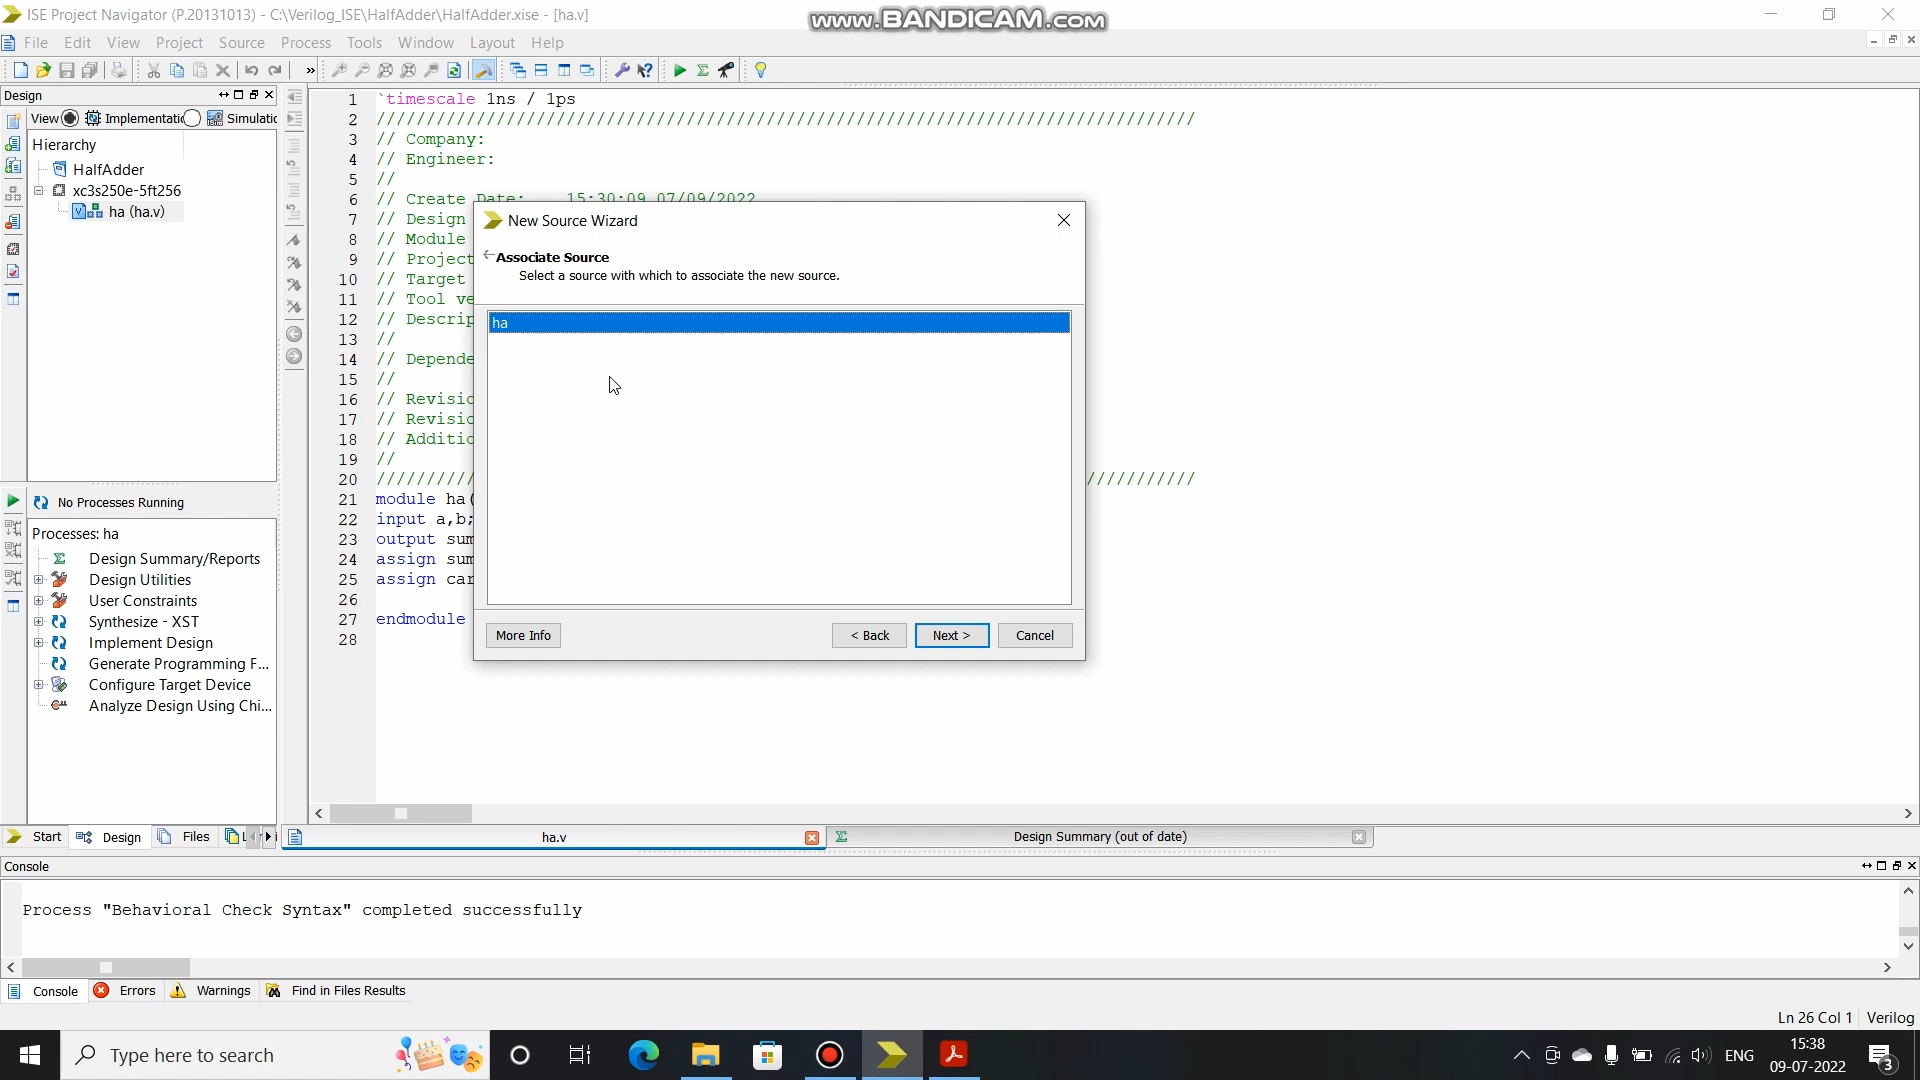 ISE Project Navigator (P.20131013) - C:\Verilog_ISE\HalfAdder\HalfAdder.xise - [ha.v]
www.BANDICAM.com
File Edit View Project Source Process Tools Window Layout Help
Design
View: Implementatic Simulatic
Hierarchy
HalfAdder
xc3s250e-5ft256
ha (ha.v)
No Processes Running
Processes: ha
Design Summary/Reports
Design Utilities
User Constraints
Synthesize - XST
Implement Design
Generate Programming F...
Configure Target Device
Analyze Design Using Chi...
Start Design Files
1 `timescale 1ns / 1ps
2 //////////////////////////////////////////////////////////////////////////////////
3 // Company:
4 // Engineer:
5 //
6 // Create Date: 15:30:09 07/09/2022
7 // Design
8 // Module
9 // Project
10 // Target
11 // Tool ve
12 // Descrip
13 //
14 // Depende
15 //
16 // Revisio
17 // Revisio
18 // Additio
19 //
20 ////////// ///////////
21 module ha(
22 input a,b;
23 output sum
24 assign sum
25 assign car
26
27 endmodule
28
New Source Wizard
Associate Source
Select a source with which to associate the new source.
ha
More Info < Back Next > Cancel
ha.v Design Summary (out of date)
Console
Process "Behavioral Check Syntax" completed successfully
Console Errors Warnings Find in Files Results
Ln 26 Col 1 Verilog
Type here to search
ENG 15:38
09-07-2022
3